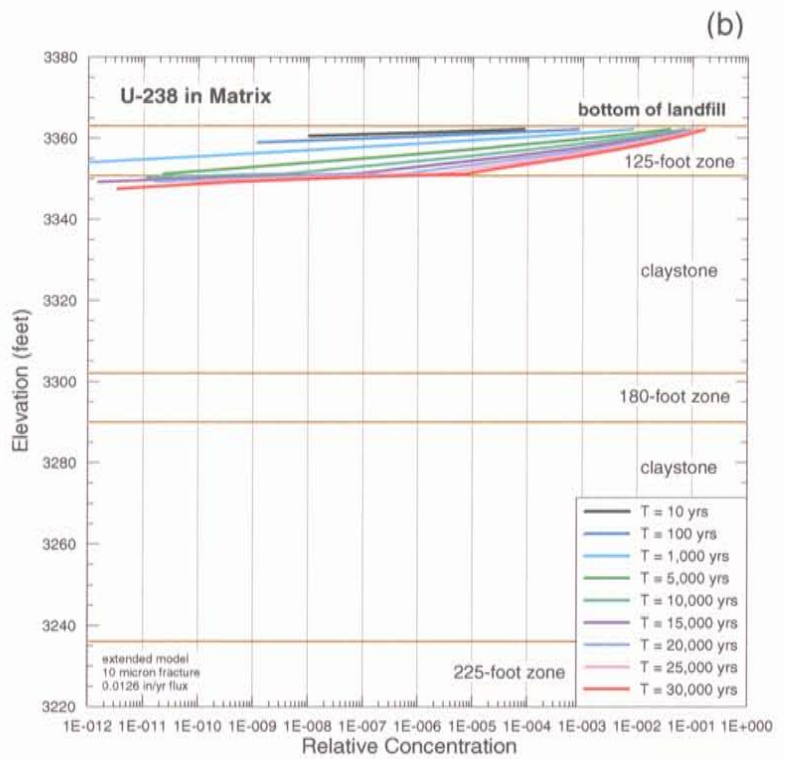 (b)
3380
U-238 in Matrix
bottom of landfill
3360
125-foot zone
3340
claystone
3320
3300
180-foot zone
3280
claystone
T = 10 yrs
T = 100 yrs
3260
T = 1,000 yrs
T = 5,000 yrs
T = 10,000 yrs
3240
T = 15,000 yrs
T = 20,000 yrs
T = 25,000 yrs
T = 30,000 yrs
extended model
10 micron fracture
0.0126 in/yr flux
225-foot zone
3220
Elevation (feet)
1E-012 1E-011 1E-010 1E-009 1E-008 1E-007 1E-006 1E-005 1E-004 1E-003 1E-002 1E-001 1E+000
Relative Concentration